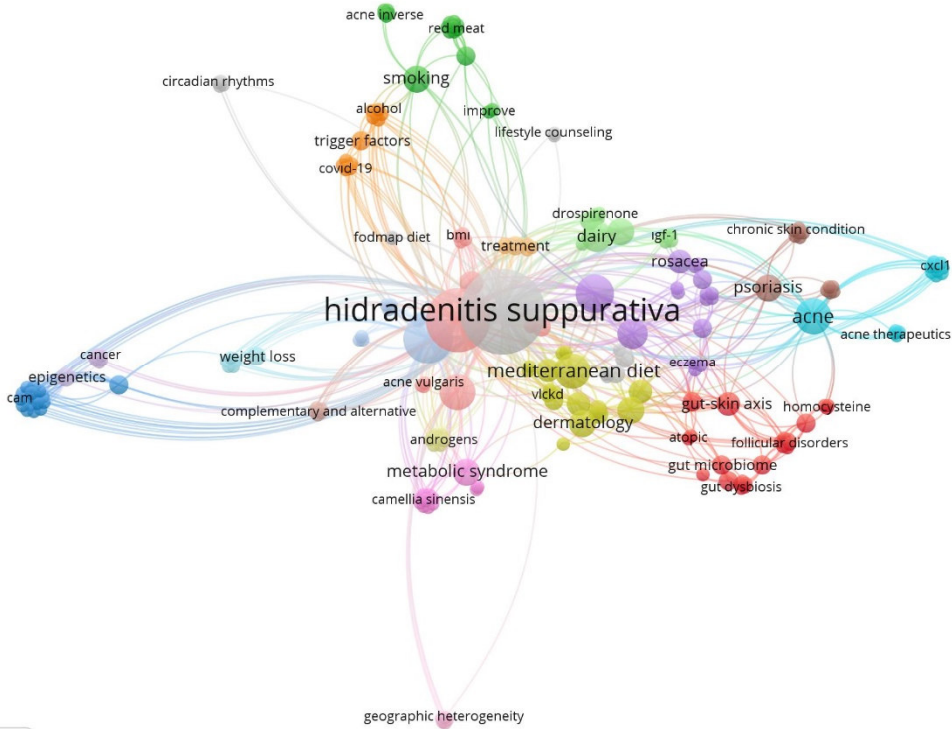 acne inverse
red meat
smoking
circadian rhythms
alcohol
improve
lifestyle counseling
trigger factors
covid-19
drospirenone
fodmap diet
bmi
treatment
dairy
igf-1
chronic skin condition
rosacea
cxcl1
psoriasis
hidradenitis suppurativa
acne
acne therapeutics
cancer
weight loss
epigenetics
cam
acne vulgaris
mediterranean diet
eczema
vlckd
complementary and alternative
dermatology
gut-skin axis
homocysteine
androgens
atopic
follicular disorders
metabolic syndrome
gut microbiome
gut dysbiosis
camellia sinensis
geographic heterogeneity